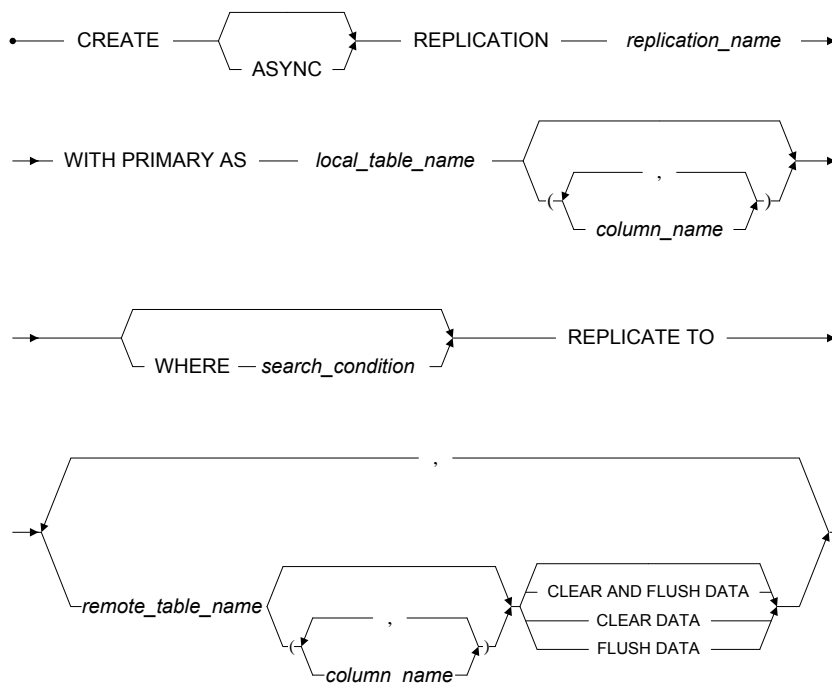 CREATE ASYNC REPLICATION replication_name
WITH PRIMARY AS local_table_name ( , column_name )
WHERE search_condition REPLICATE TO
,
remote_table_name ( , column_name ) CLEAR AND FLUSH DATA
CLEAR DATA
FLUSH DATA